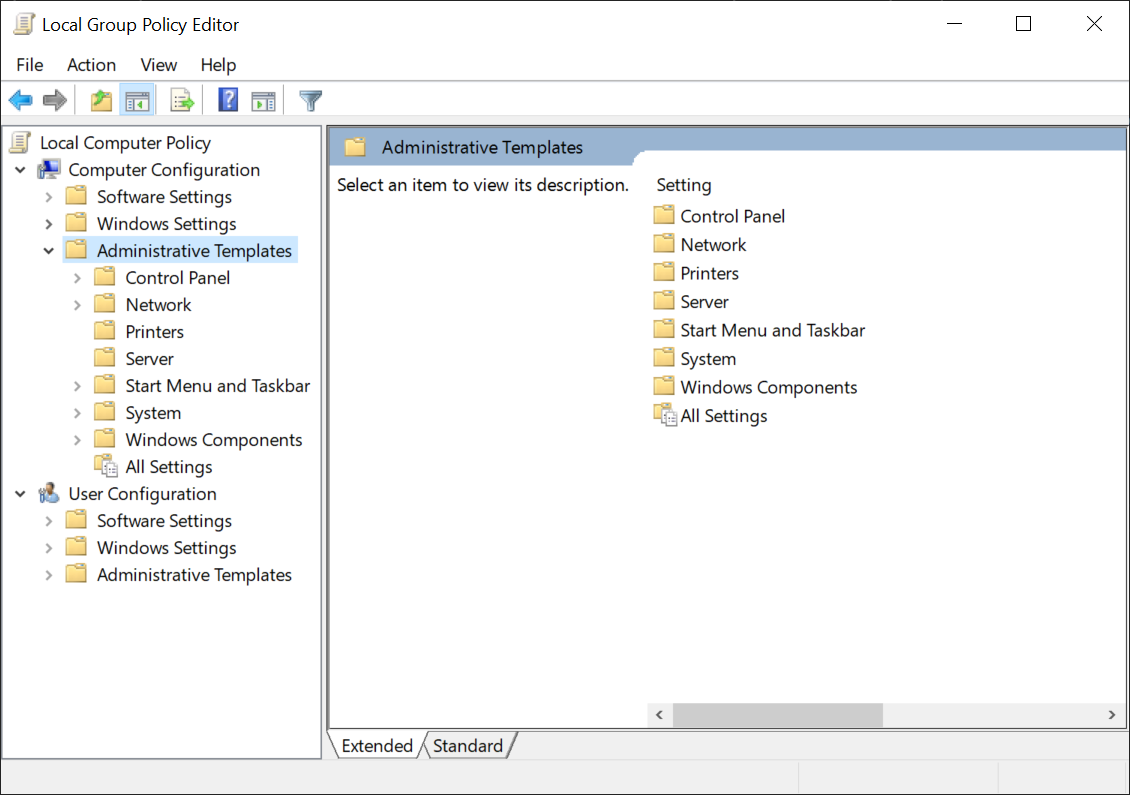 Local Group Policy Editor
File Action View Help
Local Computer Policy
Computer Configuration
Software Settings
Windows Settings
Administrative Templates
Control Panel
Network
Printers
Server
Start Menu and Taskbar
System
Windows Components
All Settings
User Configuration
Software Settings
Windows Settings
Administrative Templates
Administrative Templates
Select an item to view its description.
Setting
Control Panel
Network
Printers
Server
Start Menu and Taskbar
System
Windows Components
All Settings
Extended Standard